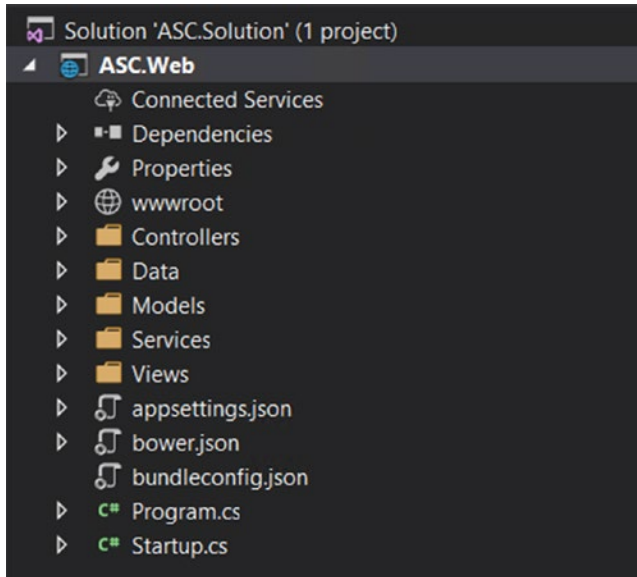 Solution 'ASC.Solution' (1 project)
ASC.Web
Connected Services
Dependencies
Properties
wwwroot
Controllers
Data
Models
Services
Views
appsettings.json
bower.json
bundleconfig.json
C# Program.cs
C# Startup.cs